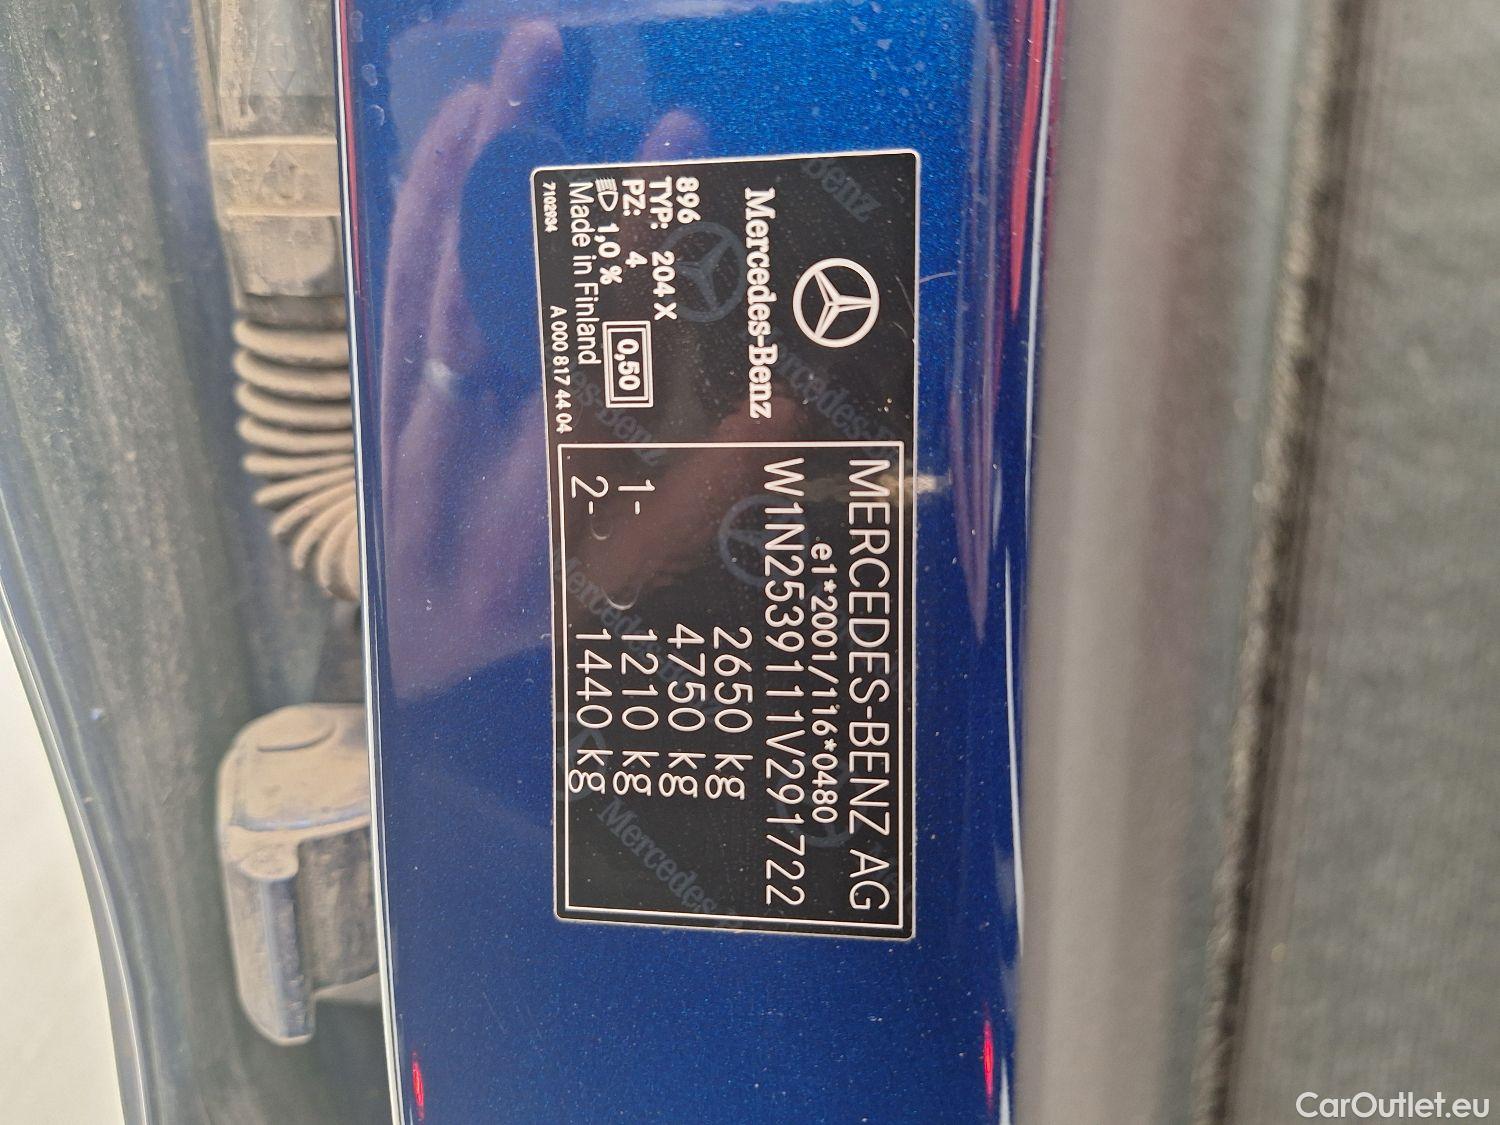 Mercedes-Benz
896
TYP: 204 X
PZ: 4
1,0 %
0,50
Made in Finland
7102934
A 000 817 44 04
MERCEDES-BENZ AG
e1*2001/116*0480
W1N2539111V291722
2650 kg
4750 kg
1- 1210 kg
2- 1440 kg
CarOutlet.eu